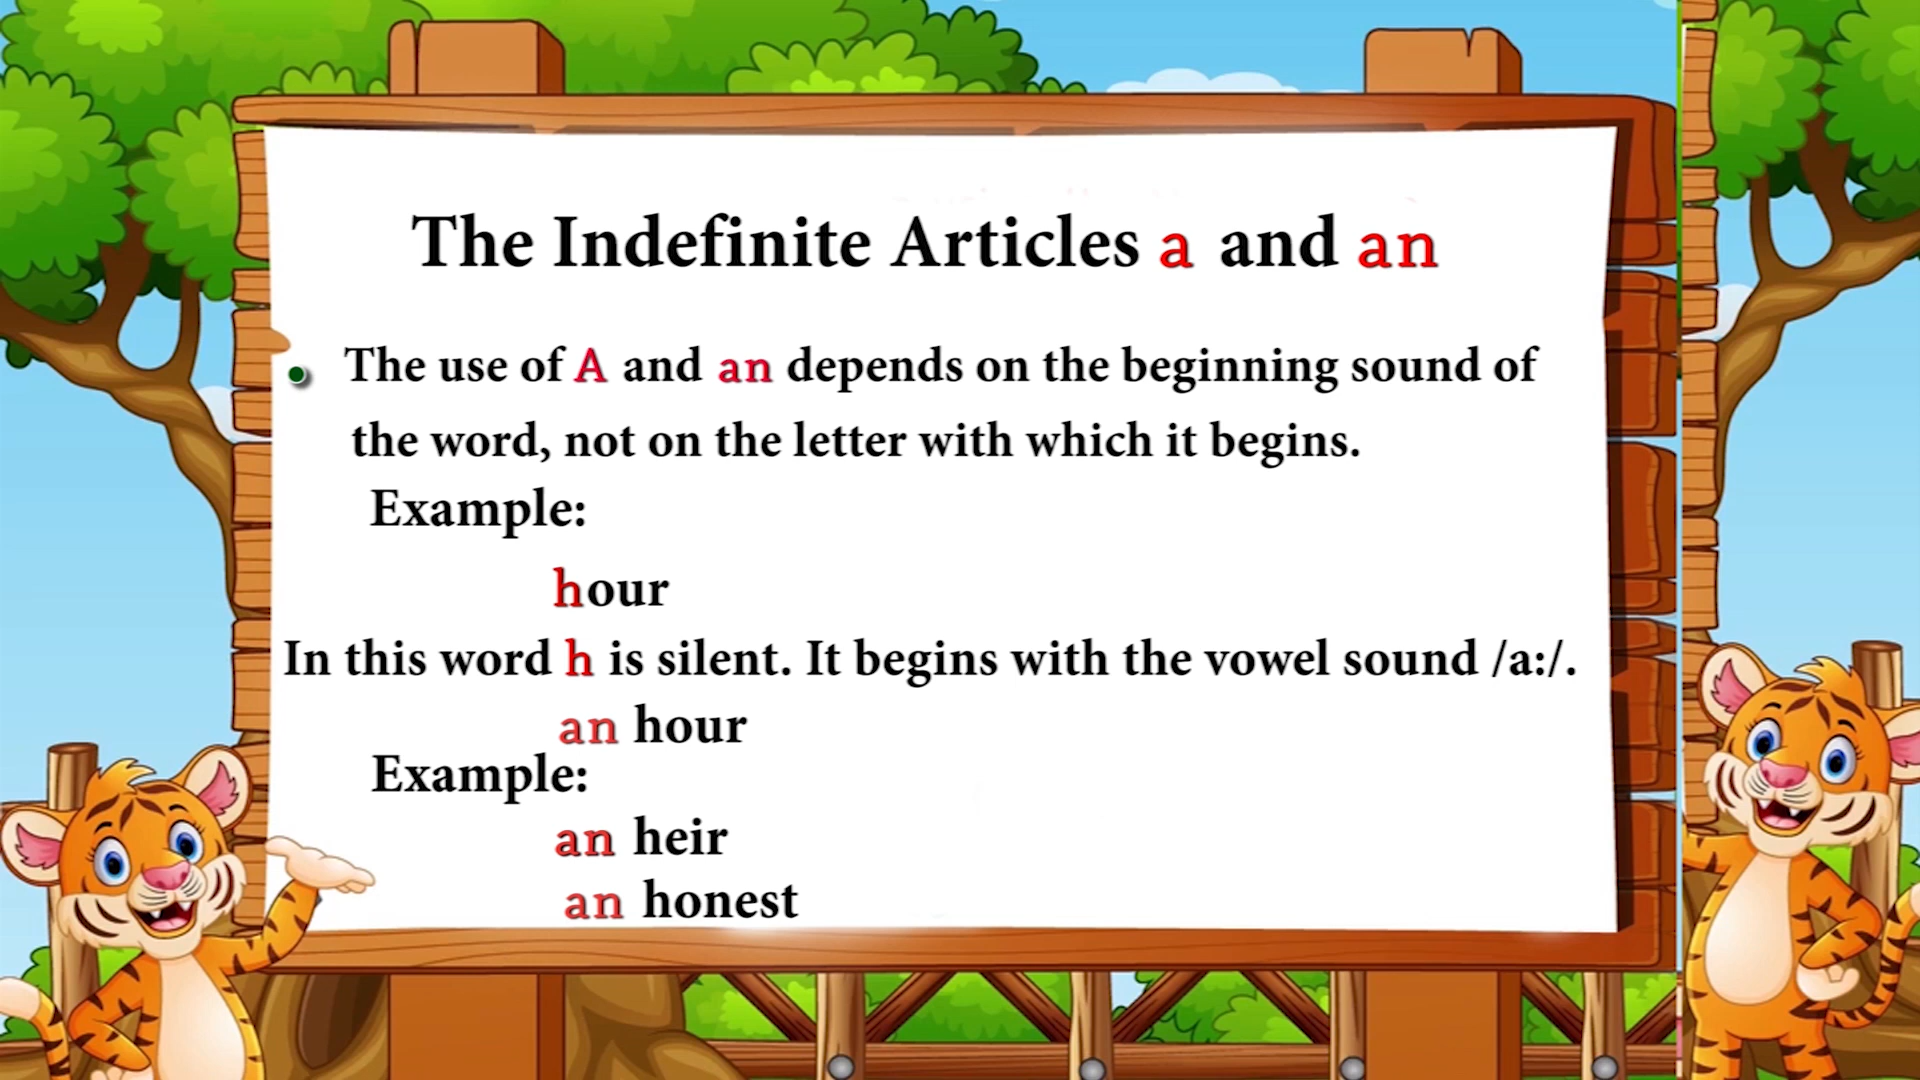 The Indefinite Articles a and an
The use of A and an depends on the beginning sound of
the word, not on the letter with which it begins.
Example:
hour
In this word h is silent. It begins with the vowel sound /a:/.
an hour
Example:
an heir
an honest